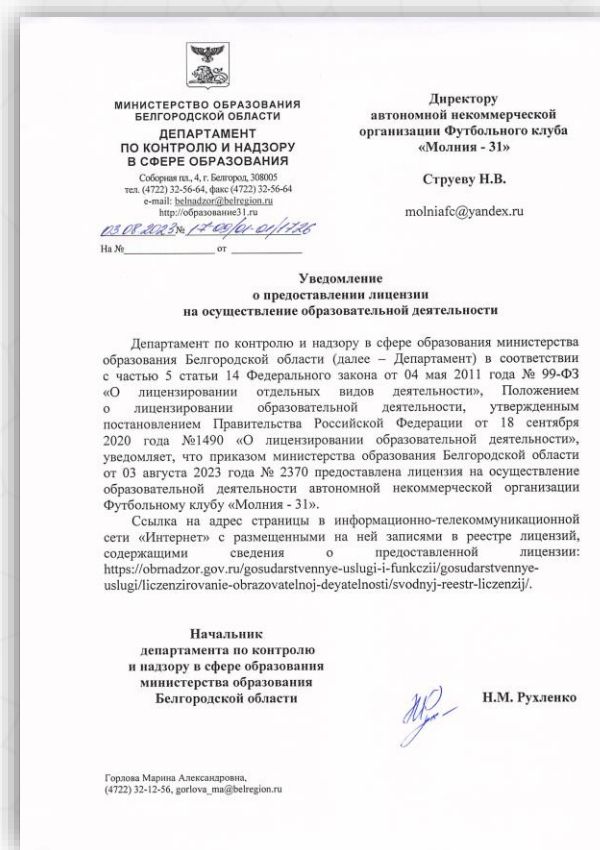 МИНИСТЕРСТВО ОБРАЗОВАНИЯ
БЕЛГОРОДСКОЙ ОБЛАСТИ
ДЕПАРТАМЕНТ
ПО КОНТРОЛЮ И НАДЗОРУ
В СФЕРЕ ОБРАЗОВАНИЯ
Соборная пл., 4, г. Белгород, 308005
тел. (4722) 32-56-64, факс (4722) 32-56-64
e-mail: belnadzor@belregion.ru
http://образование31.ru
03.08.2023 № 17-09/01-01/1726
На № от
Директору
автономной некоммерческой
организации Футбольного клуба
«Молния - 31»
Струеву Н.В.
molniafc@yandex.ru
Уведомление
о предоставлении лицензии
на осуществление образовательной деятельности
Департамент по контролю и надзору в сфере образования министерства
образования Белгородской области (далее – Департамент) в соответствии
с частью 5 статьи 14 Федерального закона от 04 мая 2011 года № 99-ФЗ
«О лицензировании отдельных видов деятельности», Положением
о лицензировании образовательной деятельности, утвержденным
постановлением Правительства Российской Федерации от 18 сентября
2020 года №1490 «О лицензировании образовательной деятельности»,
уведомляет, что приказом министерства образования Белгородской области
от 03 августа 2023 года № 2370 предоставлена лицензия на осуществление
образовательной деятельности автономной некоммерческой организации
Футбольному клубу «Молния - 31».
Ссылка на адрес страницы в информационно-телекоммуникационной
сети «Интернет» с размещенными на ней записями в реестре лицензий,
содержащими сведения о предоставленной лицензии:
https://obrnadzor.gov.ru/gosudarstvennye-uslugi-i-funkczii/gosudarstvennye-
uslugi/liczenzirovanie-obrazovatelnoj-deyatelnosti/svodnyj-reestr-liczenzij/.
Начальник
департамента по контролю
и надзору в сфере образования
министерства образования
Белгородской области
Н.М. Рухленко
Горлова Марина Александровна,
(4722) 32-12-56, gorlova_ma@belregion.ru